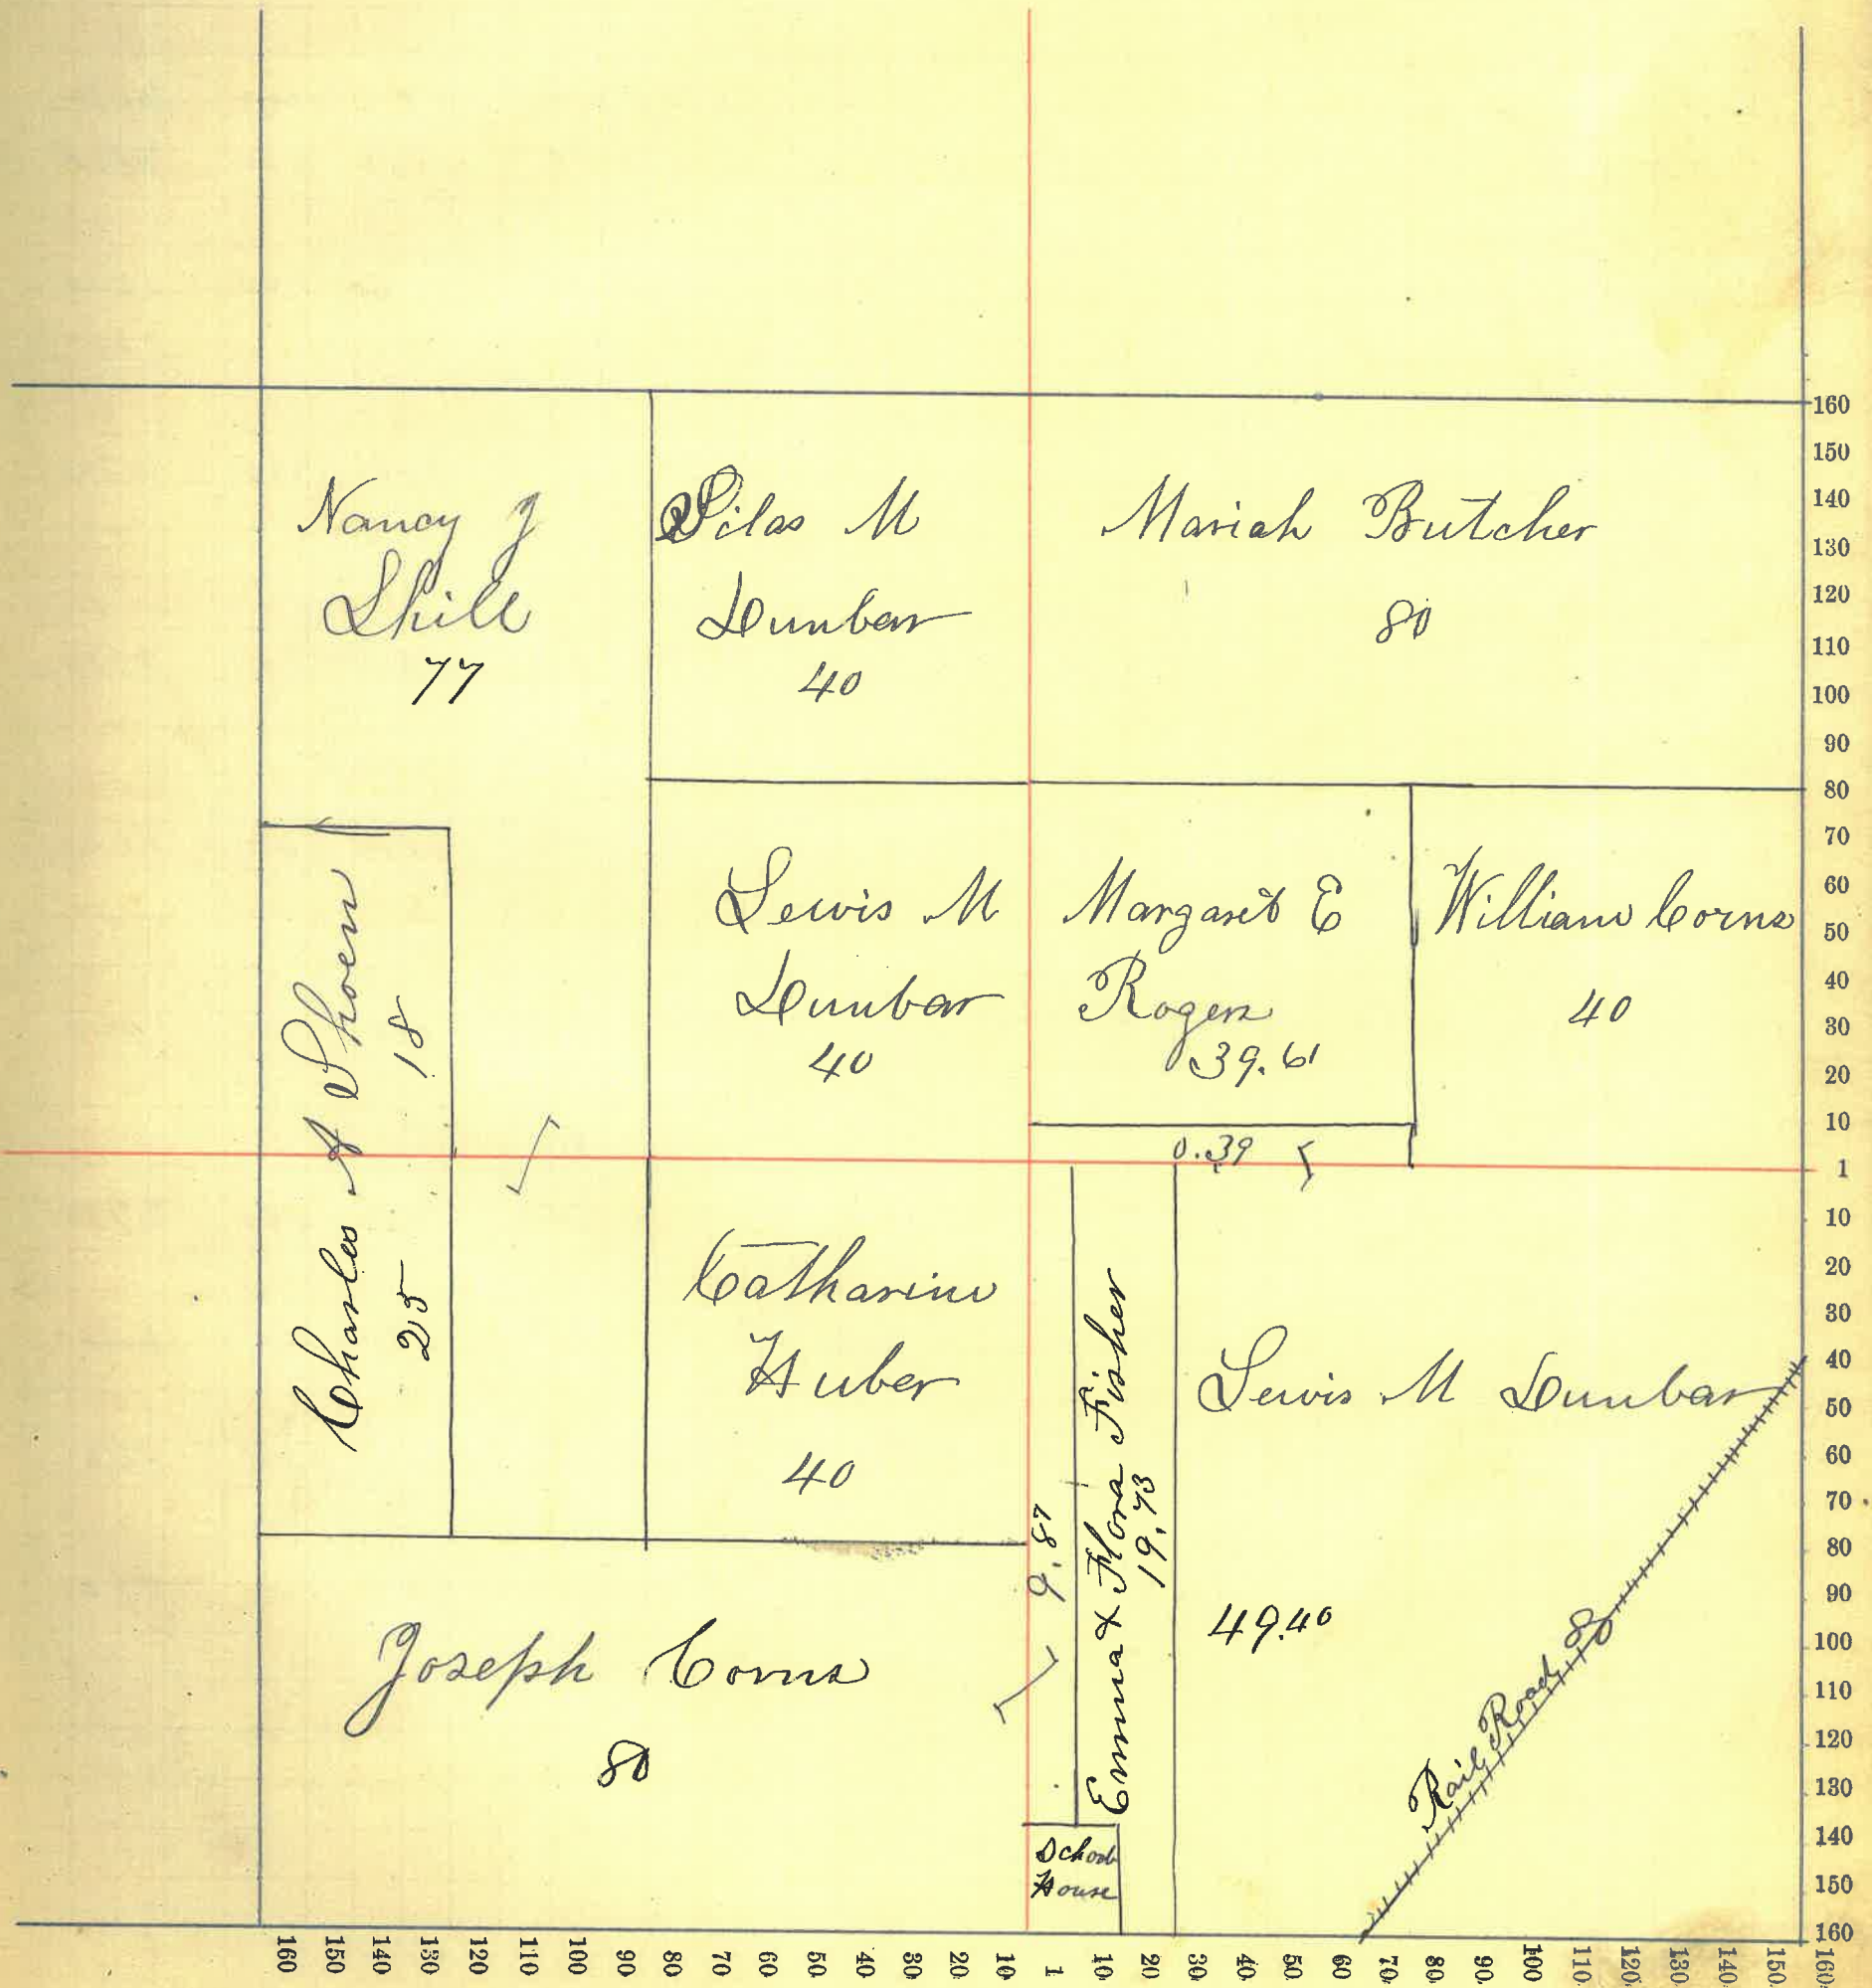 Nancy J
Shill
77
Silas M
Dunbar
40
Mariah Butcher
80
Charles A Shoen
18
25
Lewis M
Dunbar
40
Margaret E
Rogers
39.61
William Corns
40
0.39
Catharine
Huber
40
9.87
Emma & Flora Fisher
19.73
Lewis M Dunbar
49.40
Rail Road 80
Joseph Corns
80
School
House
160
150
140
130
120
110
100
90
80
70
60
50
40
30
20
10
1
10
20
30
40
50
60
70
80
90
100
110
120
130
140
150
160
160 150 140 130 120 110 100 90 80 70 60 50 40 30 20 10 1 10 20 30 40 50 60 70 80 90 100 110 120 130 140 150 160